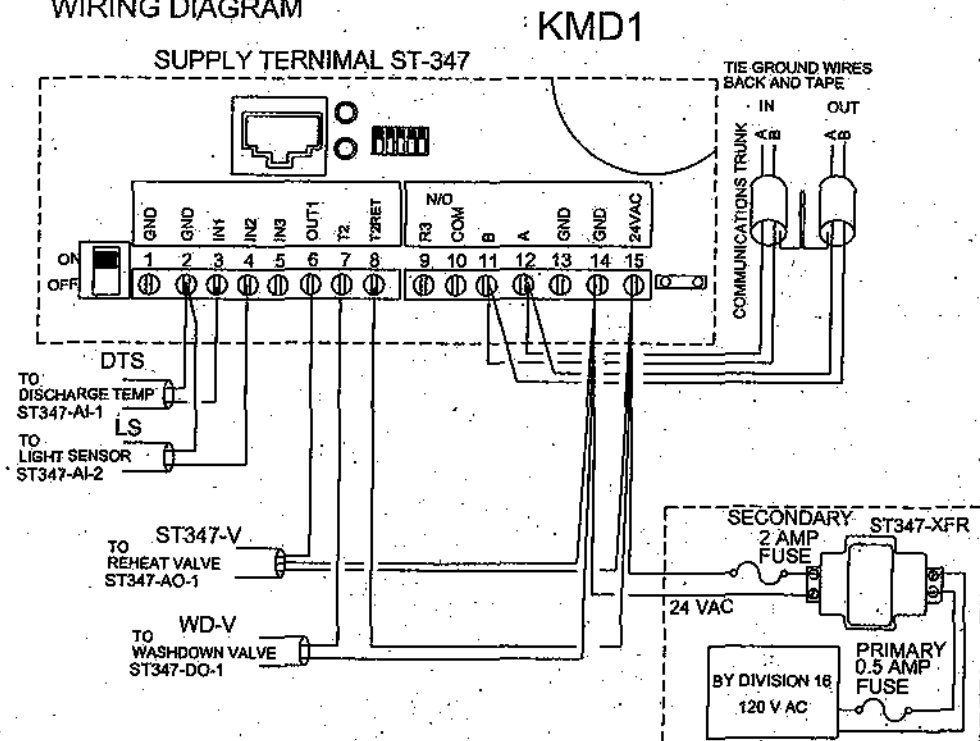 WIRING DIAGRAM
KMD1
SUPPLY TERNIMAL ST-347
TIE GROUND WIRES
BACK AND TAPE
IN OUT
A B A B
COMMUNICATIONS TRUNK
GND GND IN1 IN2 IN3 OUT1 T2 T2RET
N/O
R3 COM B A GND GND 24VAC
ON
OFF
1 2 3 4 5 6 7 8 9 10 11 12 13 14 15
DTS
TO
DISCHARGE TEMP
ST347-AI-1
LS
TO
LIGHT SENSOR
ST347-AI-2
ST347-V
TO
REHEAT VALVE
ST347-AO-1
WD-V
TO
WASHDOWN VALVE
ST347-DO-1
SECONDARY
2 AMP
FUSE
ST347-XFR
24 VAC
PRIMARY
0.5 AMP
FUSE
BY DIVISION 16
120 V AC